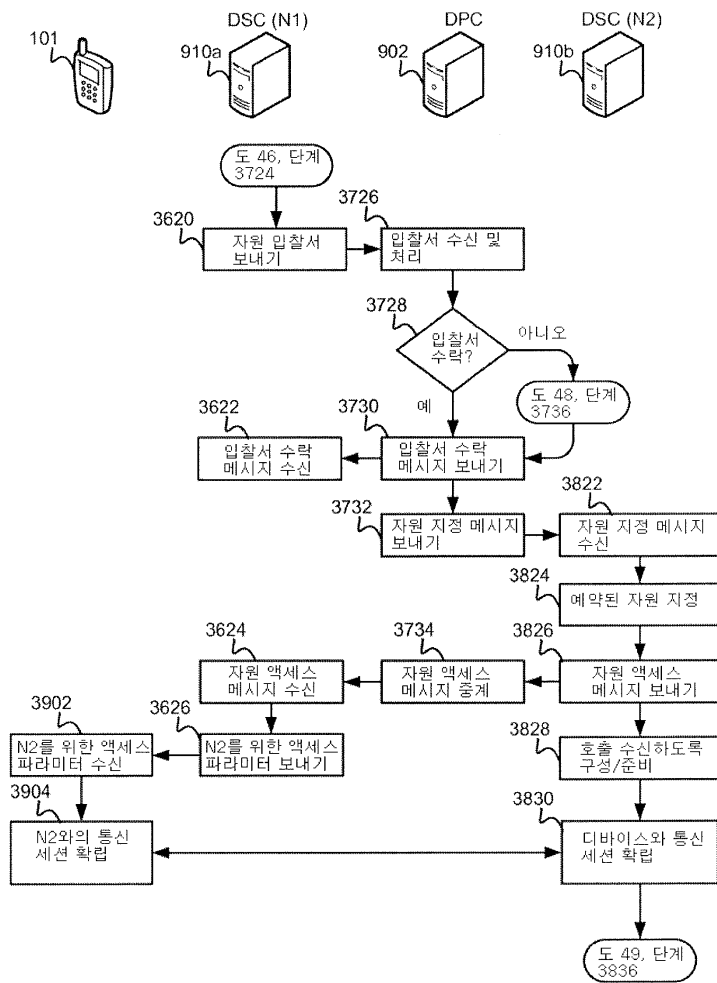 DSC (N1)
DPC
DSC (N2)
101
910a
902
910b
도 46, 단계
3724
3620
자원 입찰서
보내기
3726
입찰서 수신 및
처리
3728
입찰서
수락?
아니오
예
도 48, 단계
3736
3622
입찰서 수락
메시지 수신
3730
입찰서 수락
메시지 보내기
3732
자원 지정 메시지
보내기
3822
자원 지정 메시지
수신
3824
예약된 자원 지정
3624
자원 액세스
메시지 수신
3734
자원 액세스
메시지 중계
3826
자원 액세스
메시지 보내기
3902
N2를 위한 액세스
파라미터 수신
3626
N2를 위한 액세스
파라미터 보내기
3828
호출 수신하도록
구성/준비
3904
N2와의 통신
세션 확립
3830
디바이스와 통신
세션 확립
도 49, 단계
3836